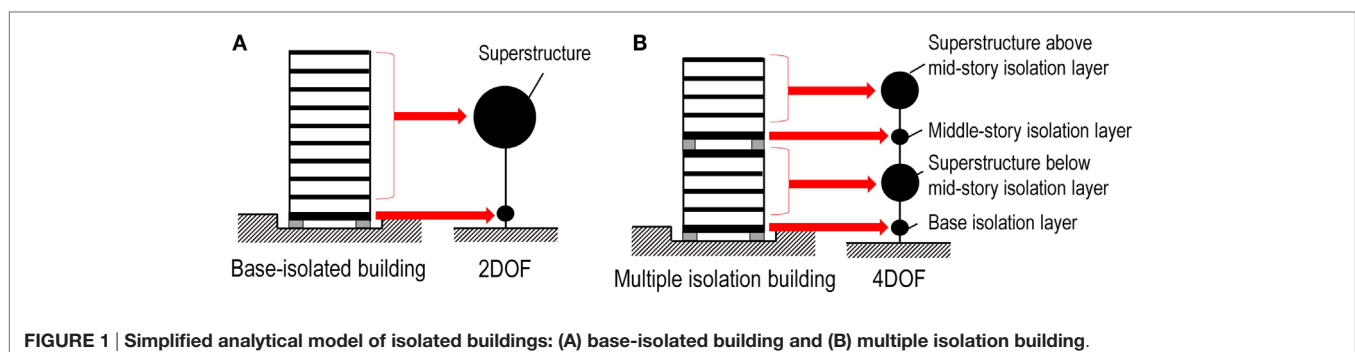 A
Superstructure
Base-isolated building
2DOF
B
Superstructure above
mid-story isolation layer
Middle-story isolation layer
Superstructure below
mid-story isolation layer
Base isolation layer
Multiple isolation building
4DOF
FIGURE 1 | Simplified analytical model of isolated buildings: (A) base-isolated building and (B) multiple isolation building.